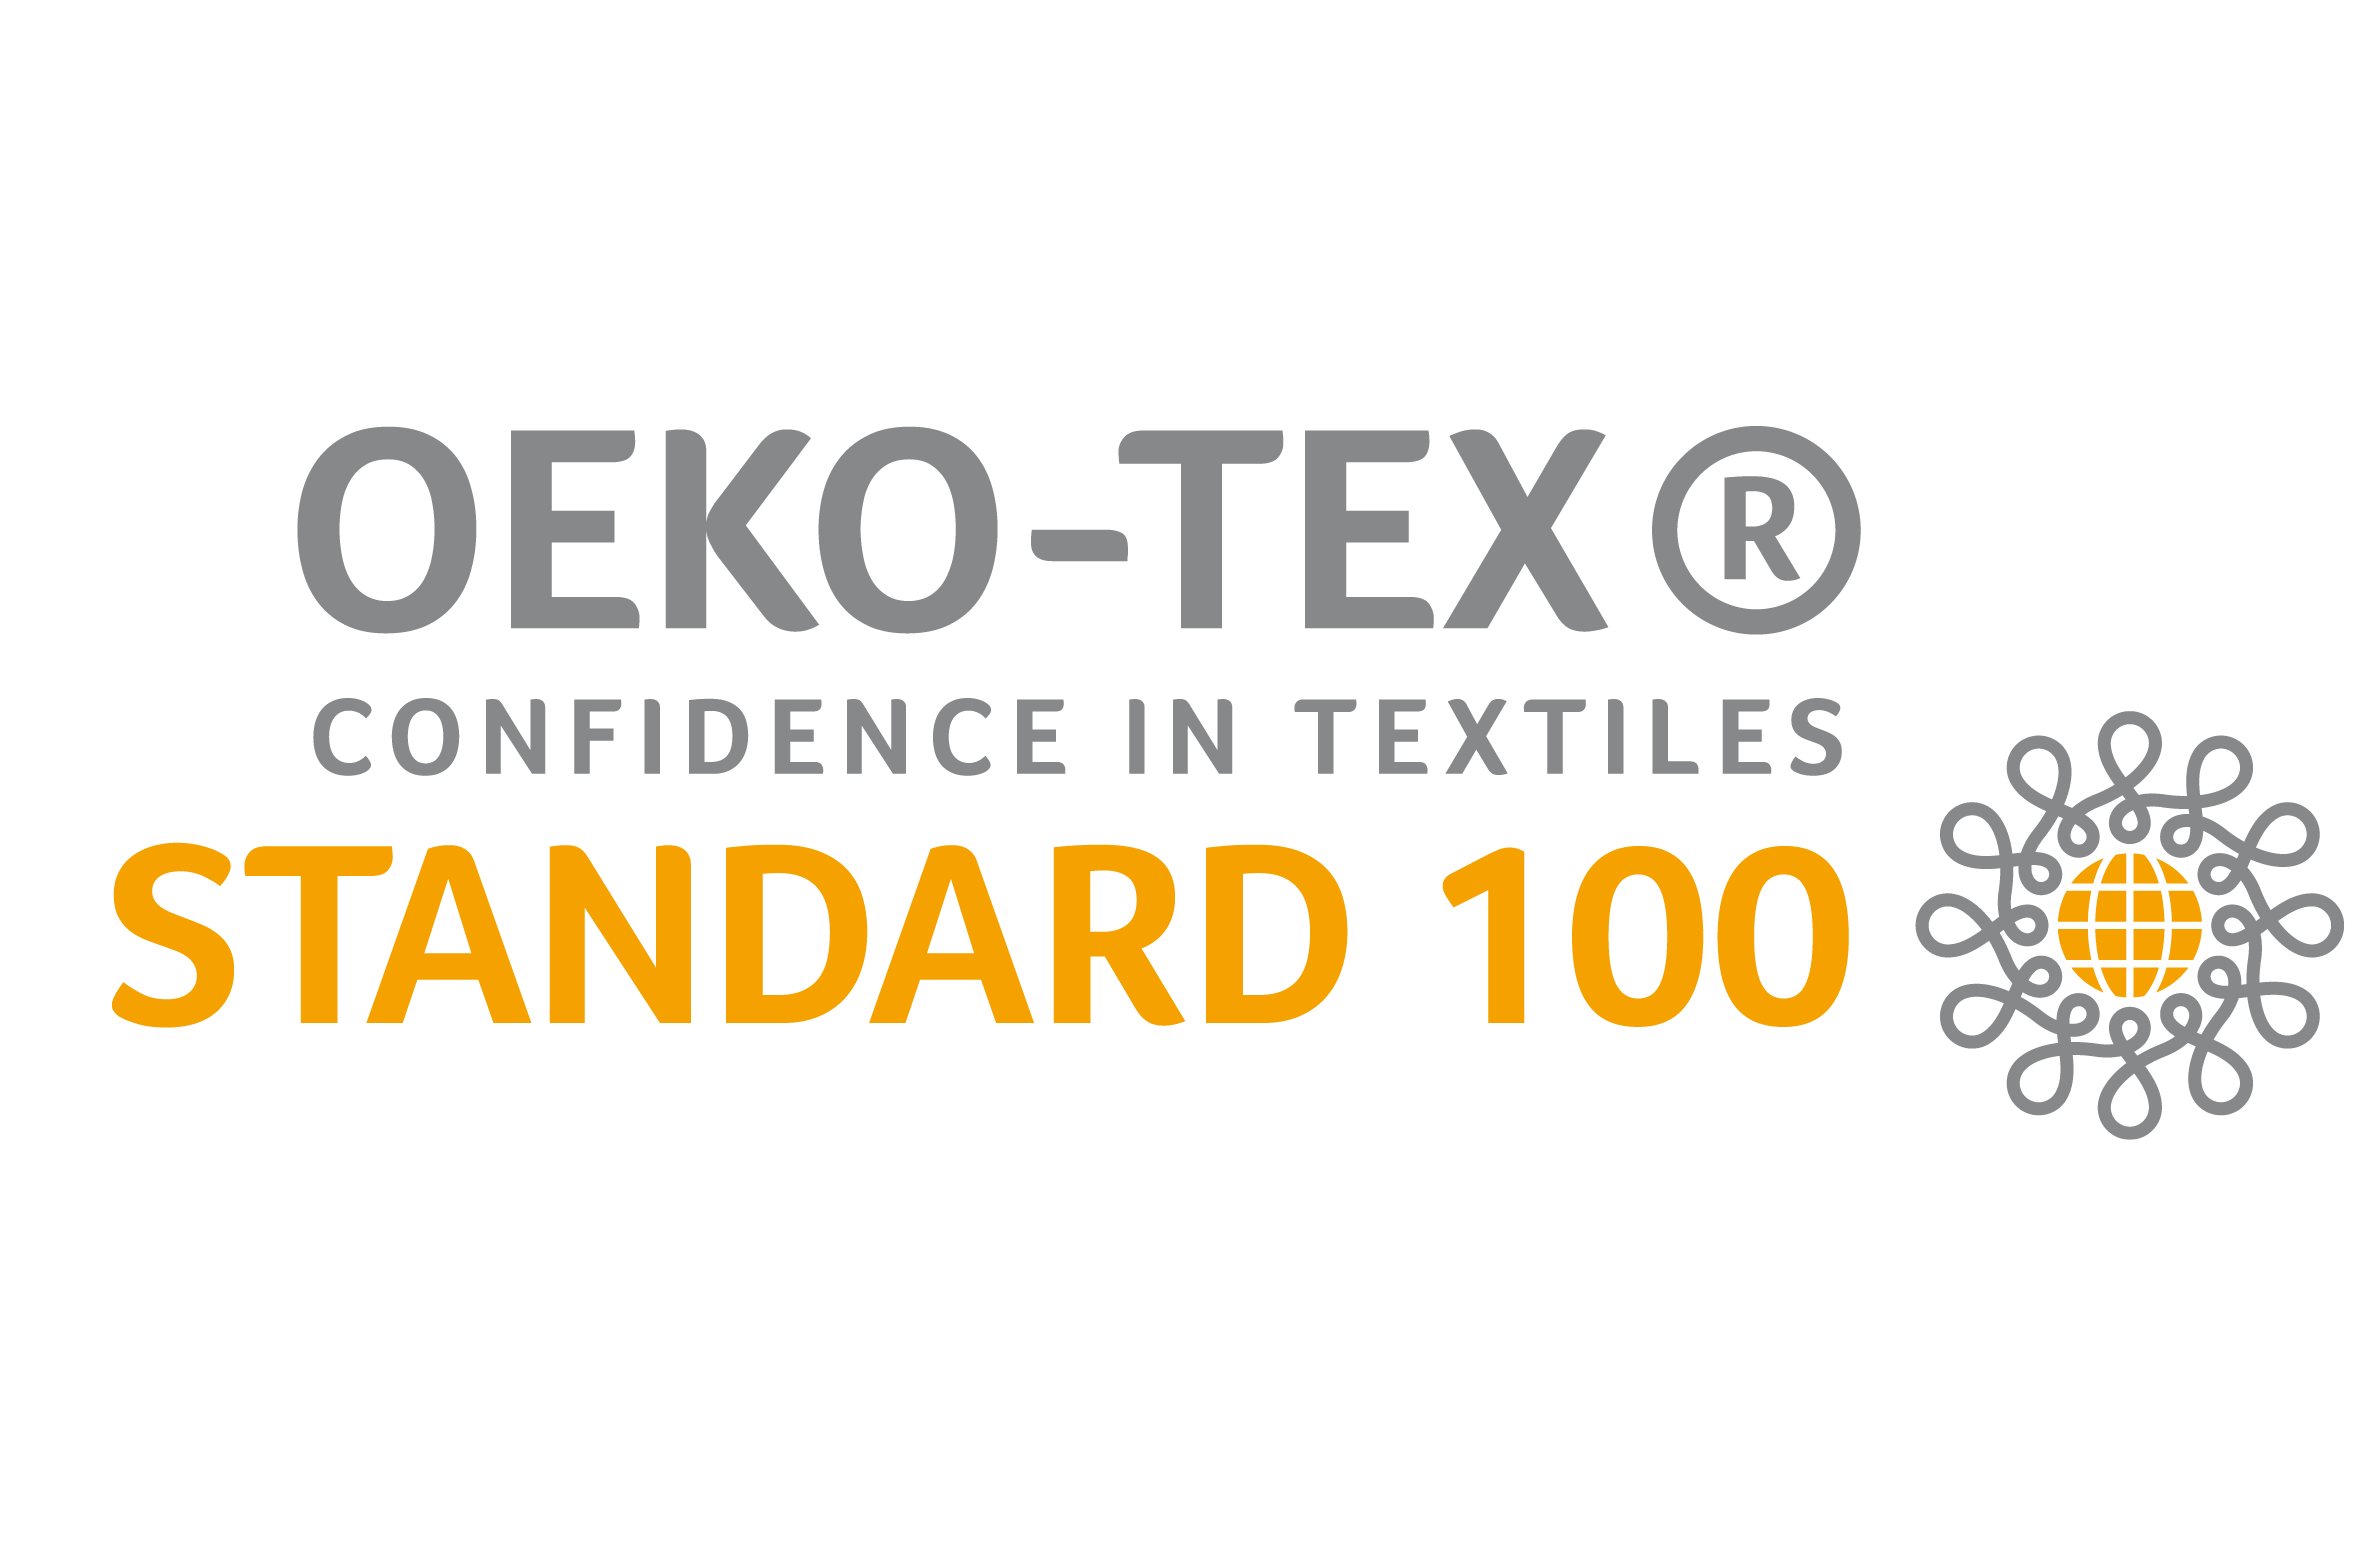 OEKO-TEX®
CONFIDENCE IN TEXTILES
STANDARD 100